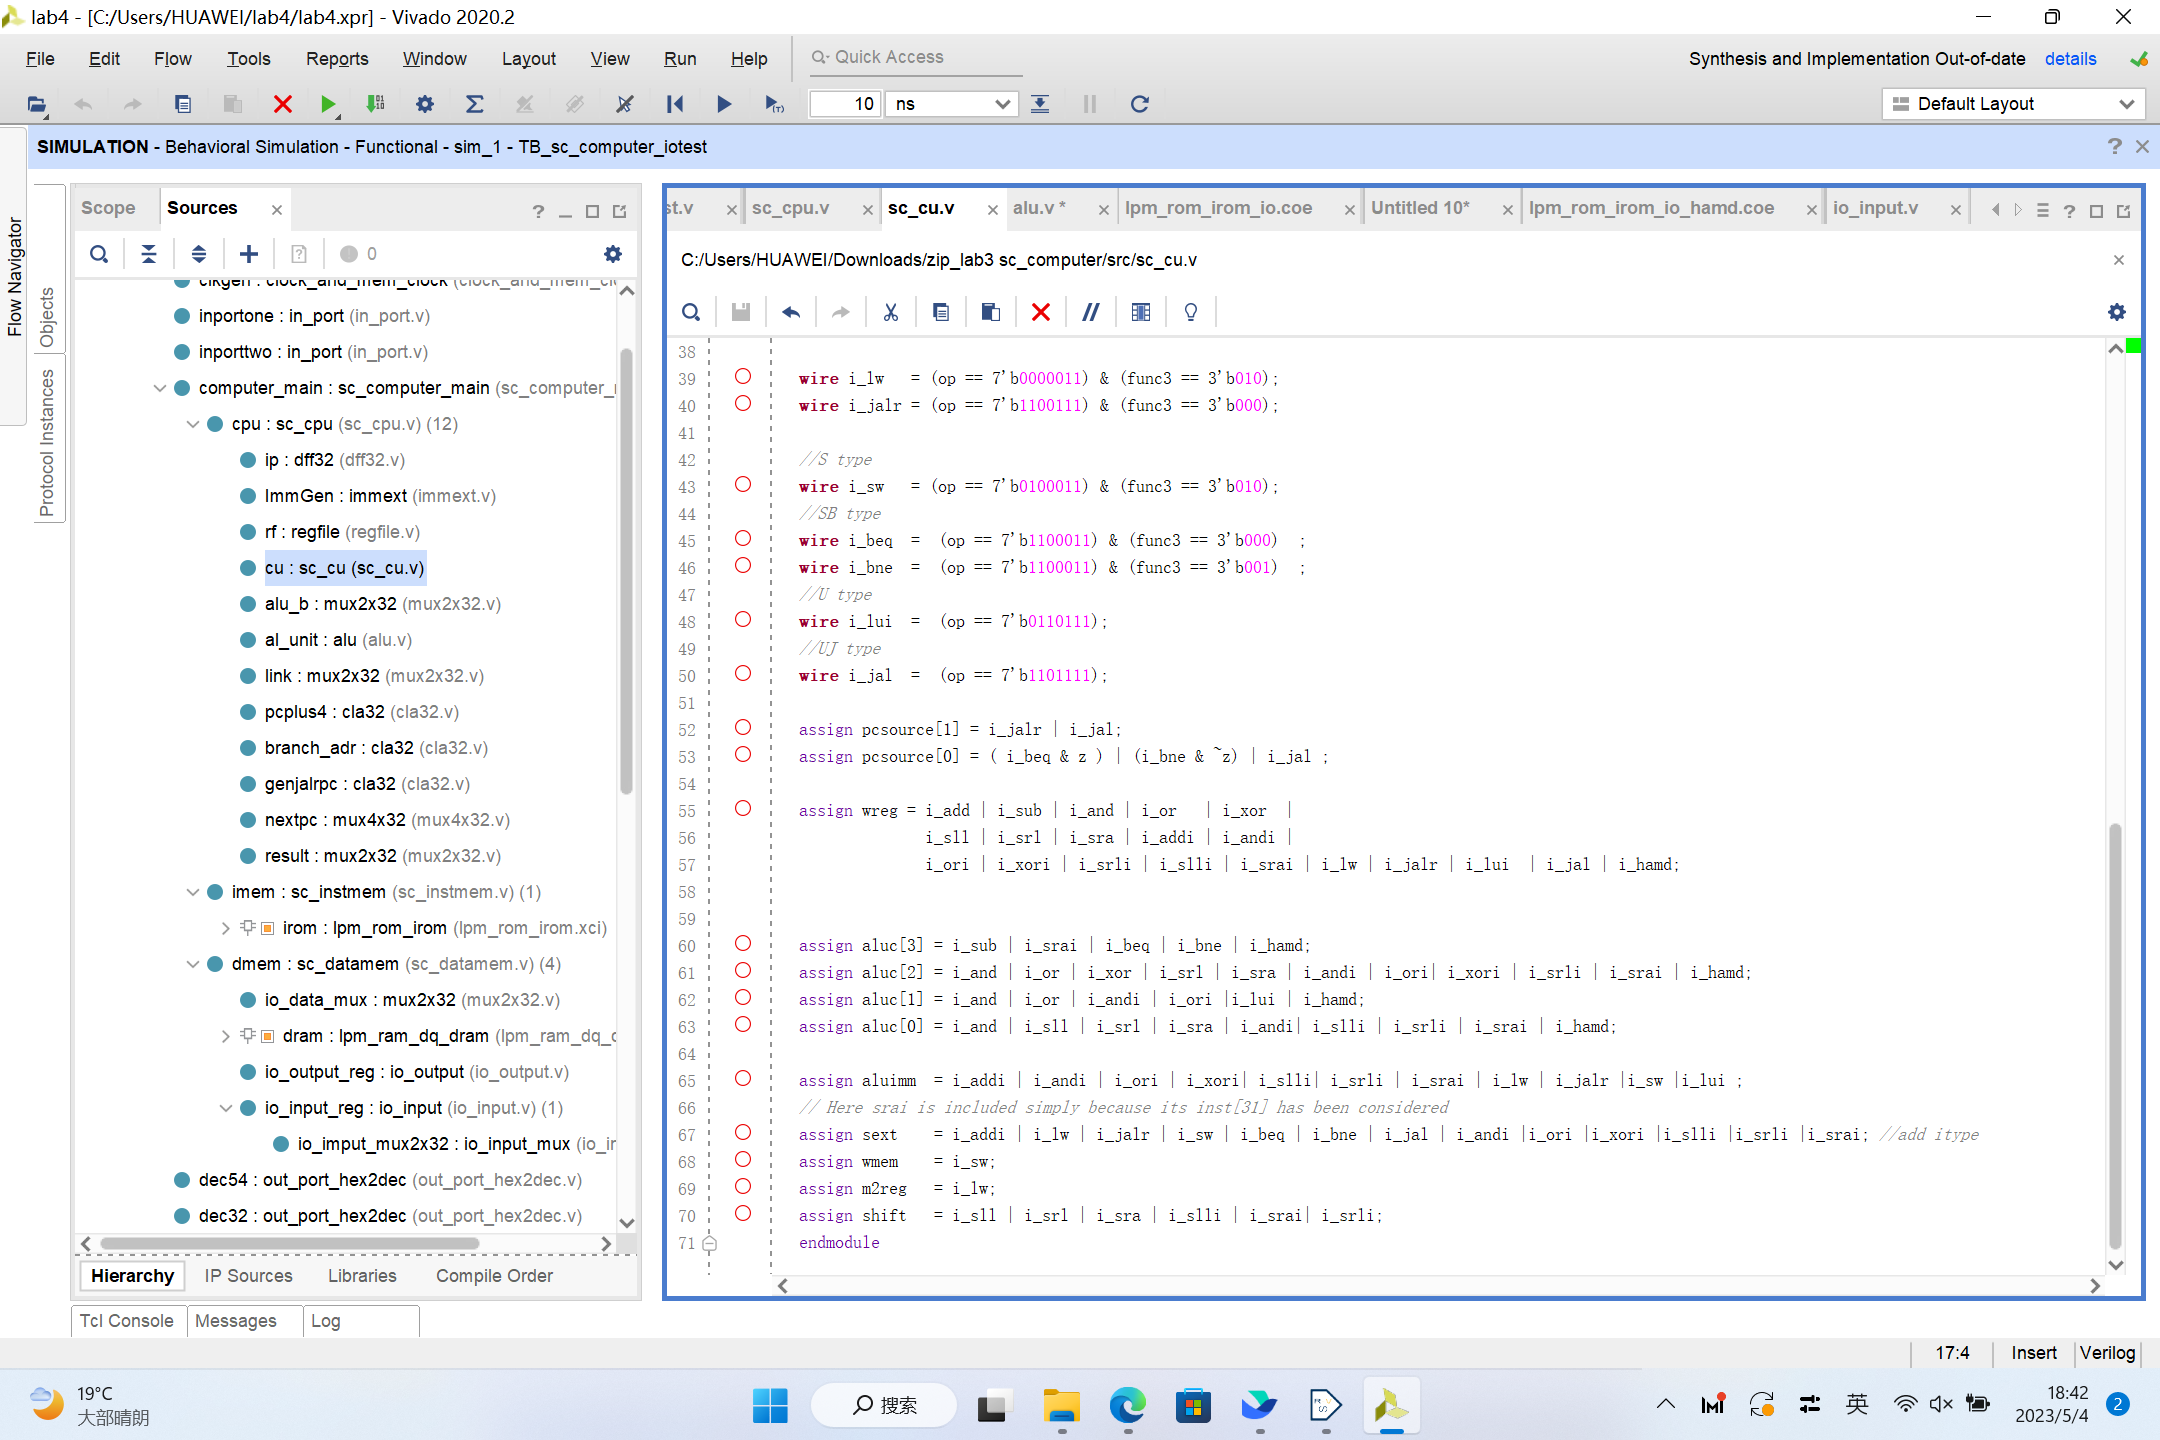 lab4 - [C:/Users/HUAWEI/lab4/lab4.xpr] - Vivado 2020.2
File Edit Flow Tools Reports Window Layout View Run Help Quick Access
Synthesis and Implementation Out-of-date details
10 ns Default Layout
SIMULATION - Behavioral Simulation - Functional - sim_1 - TB_sc_computer_iotest
Flow Navigator
Objects
Protocol Instances
Scope Sources
0
clkgen : clock_and_mem_clock (clock_and_mem_cl
inportone : in_port (in_port.v)
inporttwo : in_port (in_port.v)
computer_main : sc_computer_main (sc_computer_
cpu : sc_cpu (sc_cpu.v) (12)
ip : dff32 (dff32.v)
ImmGen : immext (immext.v)
rf : regfile (regfile.v)
cu : sc_cu (sc_cu.v)
alu_b : mux2x32 (mux2x32.v)
al_unit : alu (alu.v)
link : mux2x32 (mux2x32.v)
pcplus4 : cla32 (cla32.v)
branch_adr : cla32 (cla32.v)
genjalrpc : cla32 (cla32.v)
nextpc : mux4x32 (mux4x32.v)
result : mux2x32 (mux2x32.v)
imem : sc_instmem (sc_instmem.v) (1)
irom : lpm_rom_irom (lpm_rom_irom.xci)
dmem : sc_datamem (sc_datamem.v) (4)
io_data_mux : mux2x32 (mux2x32.v)
dram : lpm_ram_dq_dram (lpm_ram_dq_d
io_output_reg : io_output (io_output.v)
io_input_reg : io_input (io_input.v) (1)
io_imput_mux2x32 : io_input_mux (io_ir
dec54 : out_port_hex2dec (out_port_hex2dec.v)
dec32 : out_port_hex2dec (out_port_hex2dec.v)
Hierarchy IP Sources Libraries Compile Order
Tcl Console Messages Log
st.v sc_cpu.v sc_cu.v alu.v * lpm_rom_irom_io.coe Untitled 10* lpm_rom_irom_io_hamd.coe io_input.v
C:/Users/HUAWEI/Downloads/zip_lab3 sc_computer/src/sc_cu.v
38
39 wire i_lw = (op == 7'b0000011) & (func3 == 3'b010);
40 wire i_jalr = (op == 7'b1100111) & (func3 == 3'b000);
41
42 //S type
43 wire i_sw = (op == 7'b0100011) & (func3 == 3'b010);
44 //SB type
45 wire i_beq = (op == 7'b1100011) & (func3 == 3'b000) ;
46 wire i_bne = (op == 7'b1100011) & (func3 == 3'b001) ;
47 //U type
48 wire i_lui = (op == 7'b0110111);
49 //UJ type
50 wire i_jal = (op == 7'b1101111);
51
52 assign pcsource[1] = i_jalr | i_jal;
53 assign pcsource[0] = ( i_beq & z ) | (i_bne & ~z) | i_jal ;
54
55 assign wreg = i_add | i_sub | i_and | i_or | i_xor |
56 i_sll | i_srl | i_sra | i_addi | i_andi |
57 i_ori | i_xori | i_srli | i_slli | i_srai | i_lw | i_jalr | i_lui | i_jal | i_hamd;
58
59
60 assign aluc[3] = i_sub | i_srai | i_beq | i_bne | i_hamd;
61 assign aluc[2] = i_and | i_or | i_xor | i_srl | i_sra | i_andi | i_ori| i_xori | i_srli | i_srai | i_hamd;
62 assign aluc[1] = i_and | i_or | i_andi | i_ori |i_lui | i_hamd;
63 assign aluc[0] = i_and | i_sll | i_srl | i_sra | i_andi| i_slli | i_srli | i_srai | i_hamd;
64
65 assign aluimm = i_addi | i_andi | i_ori | i_xori| i_slli| i_srli | i_srai | i_lw | i_jalr |i_sw |i_lui ;
66 // Here srai is included simply because its inst[31] has been considered
67 assign sext = i_addi | i_lw | i_jalr | i_sw | i_beq | i_bne | i_jal | i_andi |i_ori |i_xori |i_slli |i_srli |i_srai; //add itype
68 assign wmem = i_sw;
69 assign m2reg = i_lw;
70 assign shift = i_sll | i_srl | i_sra | i_slli | i_srai| i_srli;
71 endmodule
17:4 Insert Verilog
19°C
大部晴朗
搜索
英
18:42
2023/5/4
2